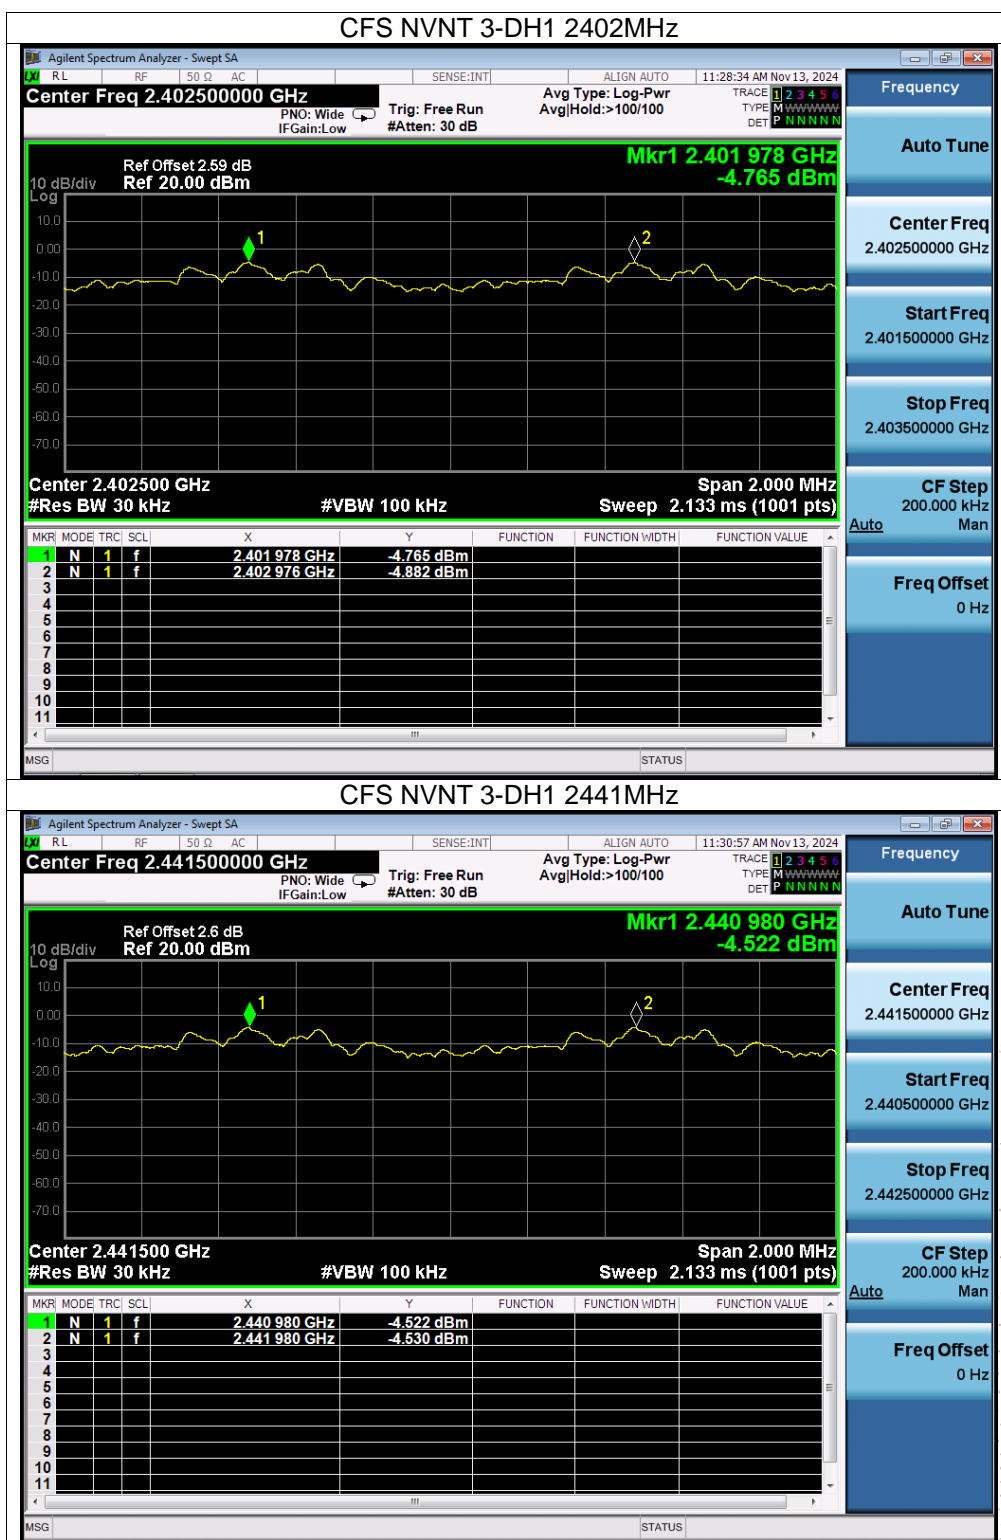 CFS NVNT 3-DH1 2402MHz
Agilent Spectrum Analyzer - Swept SA
LXI RL RF 50 Ω AC SENSE:INT ALIGN AUTO 11:28:34 AM Nov 13, 2024
Center Freq 2.402500000 GHz
PNO: Wide
IFGain:Low
Trig: Free Run
#Atten: 30 dB
Avg Type: Log-Pwr
Avg|Hold:>100/100
TRACE 1 2 3 4 5 6
TYPE M WWWWW
DET P N N N N N
Ref Offset 2.59 dB
10 dB/div Ref 20.00 dBm
Log
Mkr1 2.401 978 GHz
-4.765 dBm
10.0
0.00
-10.0
-20.0
-30.0
-40.0
-50.0
-60.0
-70.0
1
2
Center 2.402500 GHz Span 2.000 MHz
#Res BW 30 kHz #VBW 100 kHz Sweep 2.133 ms (1001 pts)
MKR MODE TRC SCL X Y FUNCTION FUNCTION WIDTH FUNCTION VALUE
1 N 1 f 2.401 978 GHz -4.765 dBm
2 N 1 f 2.402 976 GHz -4.882 dBm
3
4
5
6
7
8
9
10
11
MSG STATUS
Frequency
Auto Tune
Center Freq
2.402500000 GHz
Start Freq
2.401500000 GHz
Stop Freq
2.403500000 GHz
CF Step
200.000 kHz
Auto Man
Freq Offset
0 Hz
CFS NVNT 3-DH1 2441MHz
Agilent Spectrum Analyzer - Swept SA
LXI RL RF 50 Ω AC SENSE:INT ALIGN AUTO 11:30:57 AM Nov 13, 2024
Center Freq 2.441500000 GHz
PNO: Wide
IFGain:Low
Trig: Free Run
#Atten: 30 dB
Avg Type: Log-Pwr
Avg|Hold:>100/100
TRACE 1 2 3 4 5 6
TYPE M WWWWW
DET P N N N N N
Ref Offset 2.6 dB
10 dB/div Ref 20.00 dBm
Log
Mkr1 2.440 980 GHz
-4.522 dBm
10.0
0.00
-10.0
-20.0
-30.0
-40.0
-50.0
-60.0
-70.0
1
2
Center 2.441500 GHz Span 2.000 MHz
#Res BW 30 kHz #VBW 100 kHz Sweep 2.133 ms (1001 pts)
MKR MODE TRC SCL X Y FUNCTION FUNCTION WIDTH FUNCTION VALUE
1 N 1 f 2.440 980 GHz -4.522 dBm
2 N 1 f 2.441 980 GHz -4.530 dBm
3
4
5
6
7
8
9
10
11
MSG STATUS
Frequency
Auto Tune
Center Freq
2.441500000 GHz
Start Freq
2.440500000 GHz
Stop Freq
2.442500000 GHz
CF Step
200.000 kHz
Auto Man
Freq Offset
0 Hz